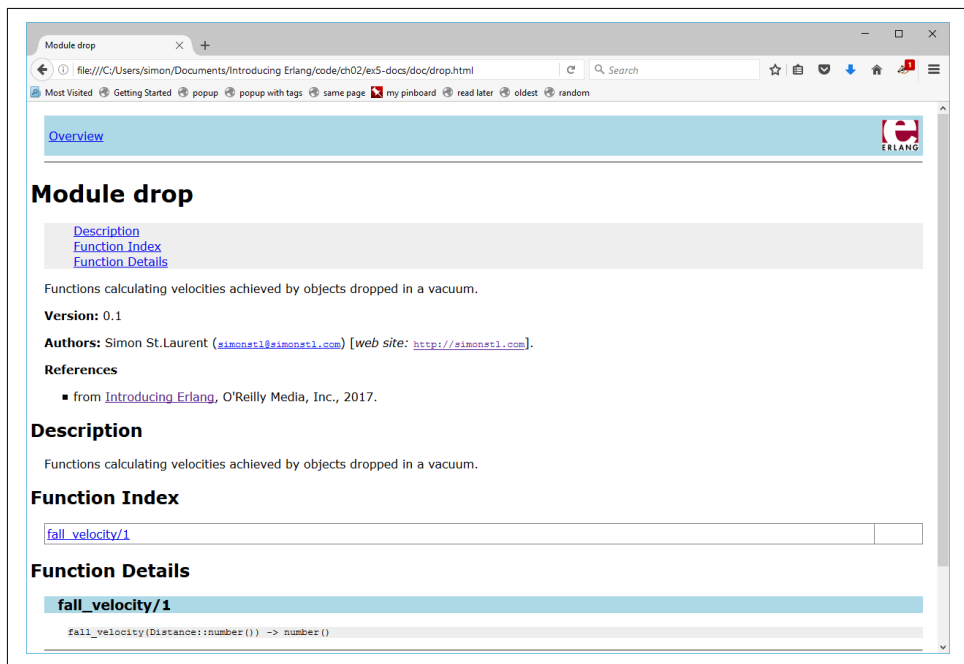 Module drop
file:///C:/Users/simon/Documents/Introducing Erlang/code/ch02/ex5-docs/doc/drop.html
Search
1
Most Visited Getting Started popup popup with tags same page my pinboard read later oldest random
Overview
ERLANG
Module drop
Description
Function Index
Function Details
Functions calculating velocities achieved by objects dropped in a vacuum.
Version: 0.1
Authors: Simon St.Laurent (simonstl@simonstl.com) [web site: http://simonstl.com].
References
from Introducing Erlang, O'Reilly Media, Inc., 2017.
Description
Functions calculating velocities achieved by objects dropped in a vacuum.
Function Index
fall_velocity/1
Function Details
fall_velocity/1
fall_velocity(Distance::number()) -> number()